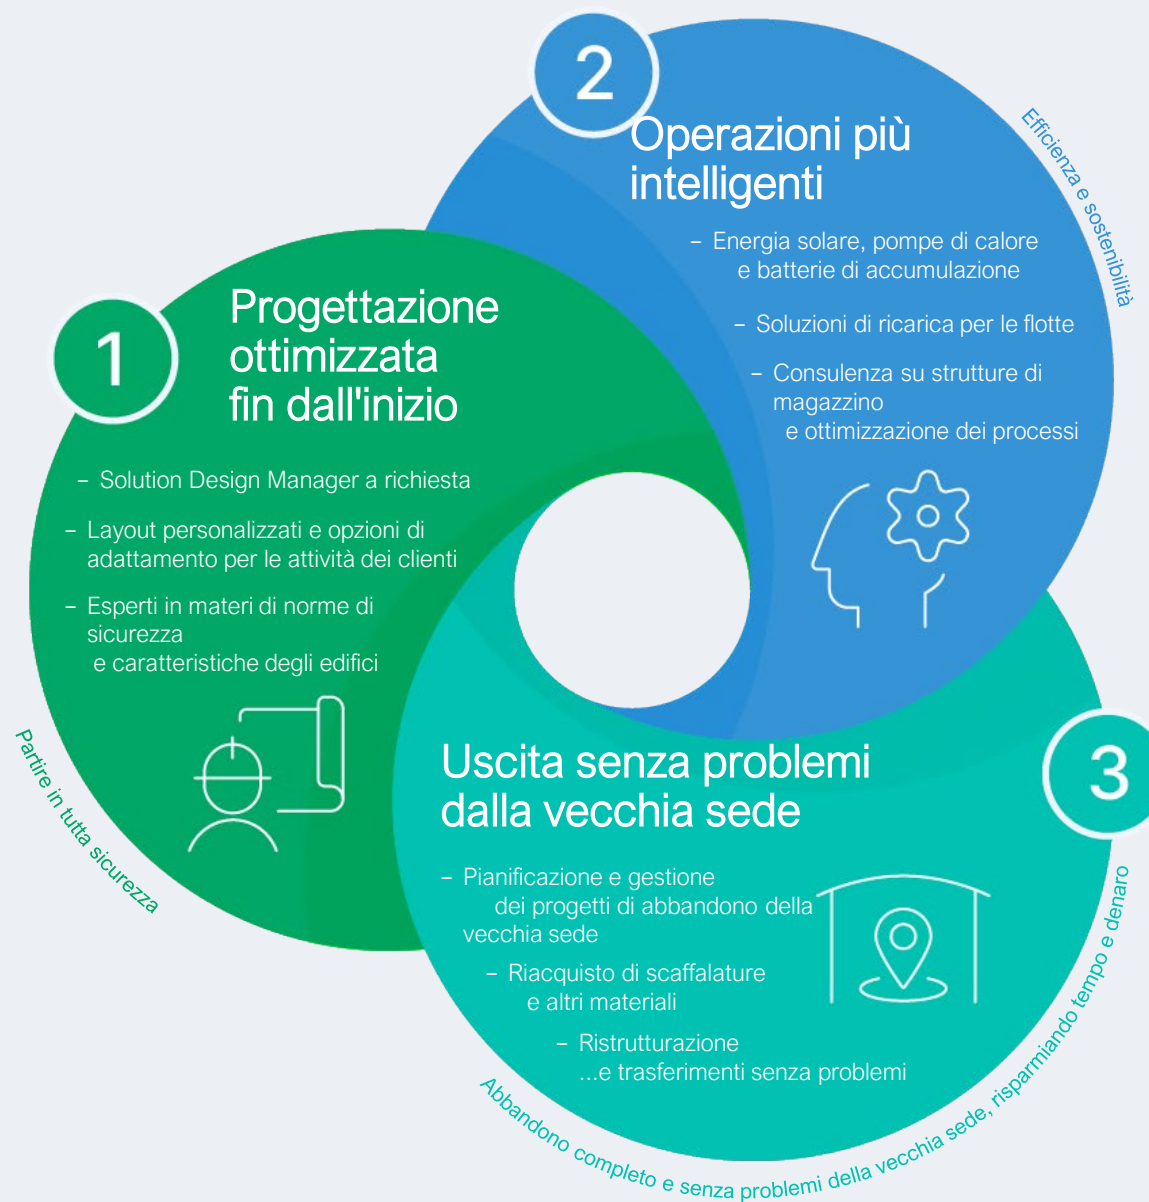 1
Progettazione
ottimizzata
fin dall'inizio
– Solution Design Manager a richiesta
– Layout personalizzati e opzioni di
adattamento per le attività dei clienti
– Esperti in materi di norme di
sicurezza
e caratteristiche degli edifici
Partire in tutta sicurezza
2
Operazioni più
intelligenti
– Energia solare, pompe di calore
e batterie di accumulazione
– Soluzioni di ricarica per le flotte
– Consulenza su strutture di
magazzino
e ottimizzazione dei processi
Efficienza e sostenibilità
3
Uscita senza problemi
dalla vecchia sede
– Pianificazione e gestione
dei progetti di abbandono della
vecchia sede
– Riacquisto di scaffalature
e altri materiali
– Ristrutturazione
...e trasferimenti senza problemi
Abbandono completo e senza problemi della vecchia sede, risparmiando tempo e denaro